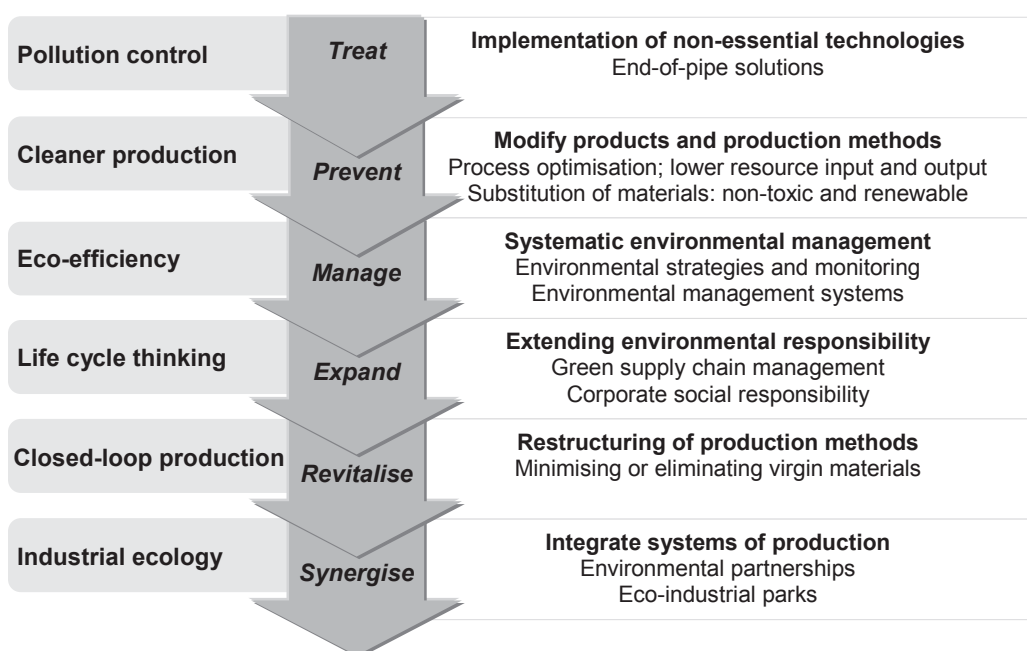 Pollution control
Treat
Implementation of non-essential technologies
End-of-pipe solutions
Cleaner production
Prevent
Modify products and production methods
Process optimisation; lower resource input and output
Substitution of materials: non-toxic and renewable
Eco-efficiency
Manage
Systematic environmental management
Environmental strategies and monitoring
Environmental management systems
Life cycle thinking
Expand
Extending environmental responsibility
Green supply chain management
Corporate social responsibility
Closed-loop production
Revitalise
Restructuring of production methods
Minimising or eliminating virgin materials
Industrial ecology
Synergise
Integrate systems of production
Environmental partnerships
Eco-industrial parks